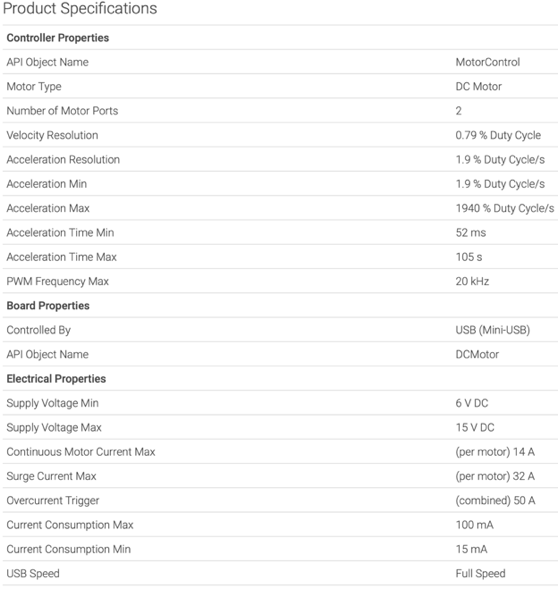 Product Specifications
Controller Properties
API Object Name MotorControl
Motor Type DC Motor
Number of Motor Ports 2
Velocity Resolution 0.79 % Duty Cycle
Acceleration Resolution 1.9 % Duty Cycle/s
Acceleration Min 1.9 % Duty Cycle/s
Acceleration Max 1940 % Duty Cycle/s
Acceleration Time Min 52 ms
Acceleration Time Max 105 s
PWM Frequency Max 20 kHz
Board Properties
Controlled By USB (Mini-USB)
API Object Name DCMotor
Electrical Properties
Supply Voltage Min 6 V DC
Supply Voltage Max 15 V DC
Continuous Motor Current Max (per motor) 14 A
Surge Current Max (per motor) 32 A
Overcurrent Trigger (combined) 50 A
Current Consumption Max 100 mA
Current Consumption Min 15 mA
USB Speed Full Speed